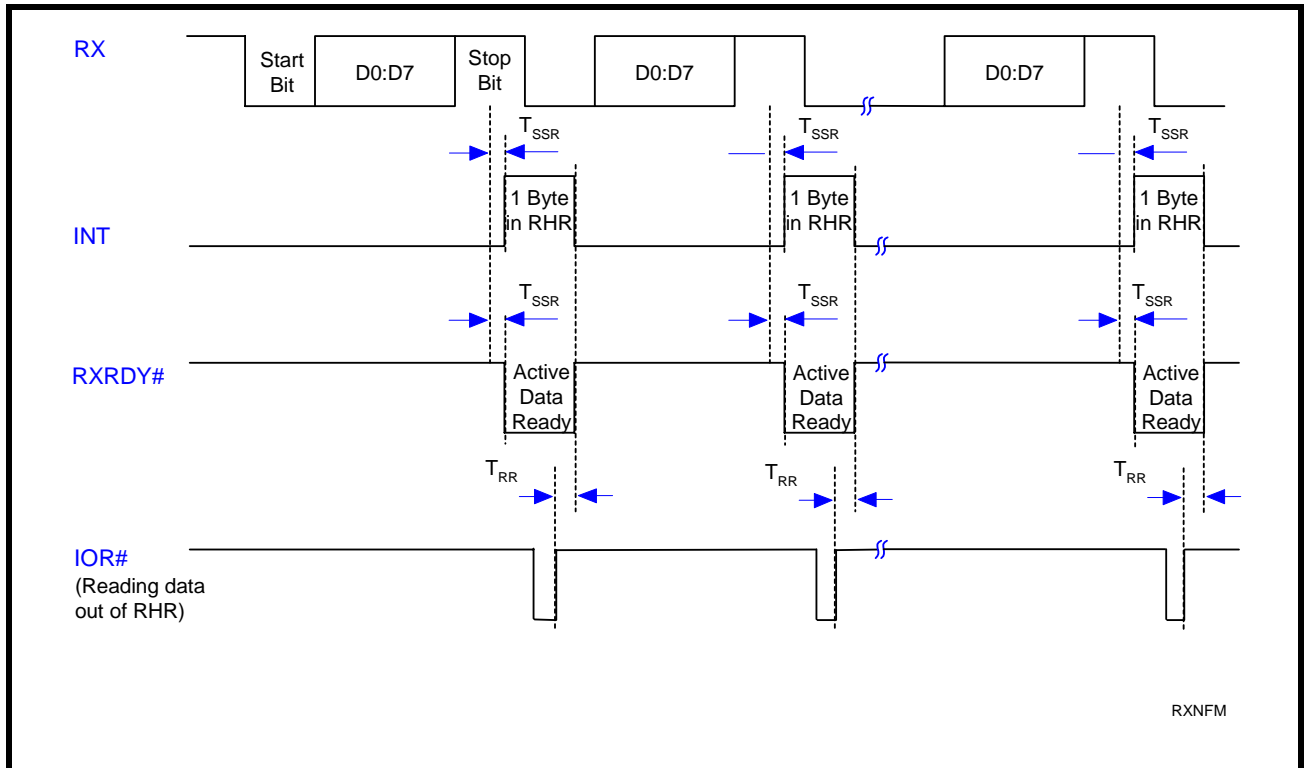 RX
Start
Bit
D0:D7
Stop
Bit
D0:D7
D0:D7
TSSR
TSSR
TSSR
INT
1 Byte
in RHR
1 Byte
in RHR
1 Byte
in RHR
TSSR
TSSR
TSSR
RXRDY#
Active
Data
Ready
Active
Data
Ready
Active
Data
Ready
TRR
TRR
TRR
IOR#
(Reading data
out of RHR)
RXNFM